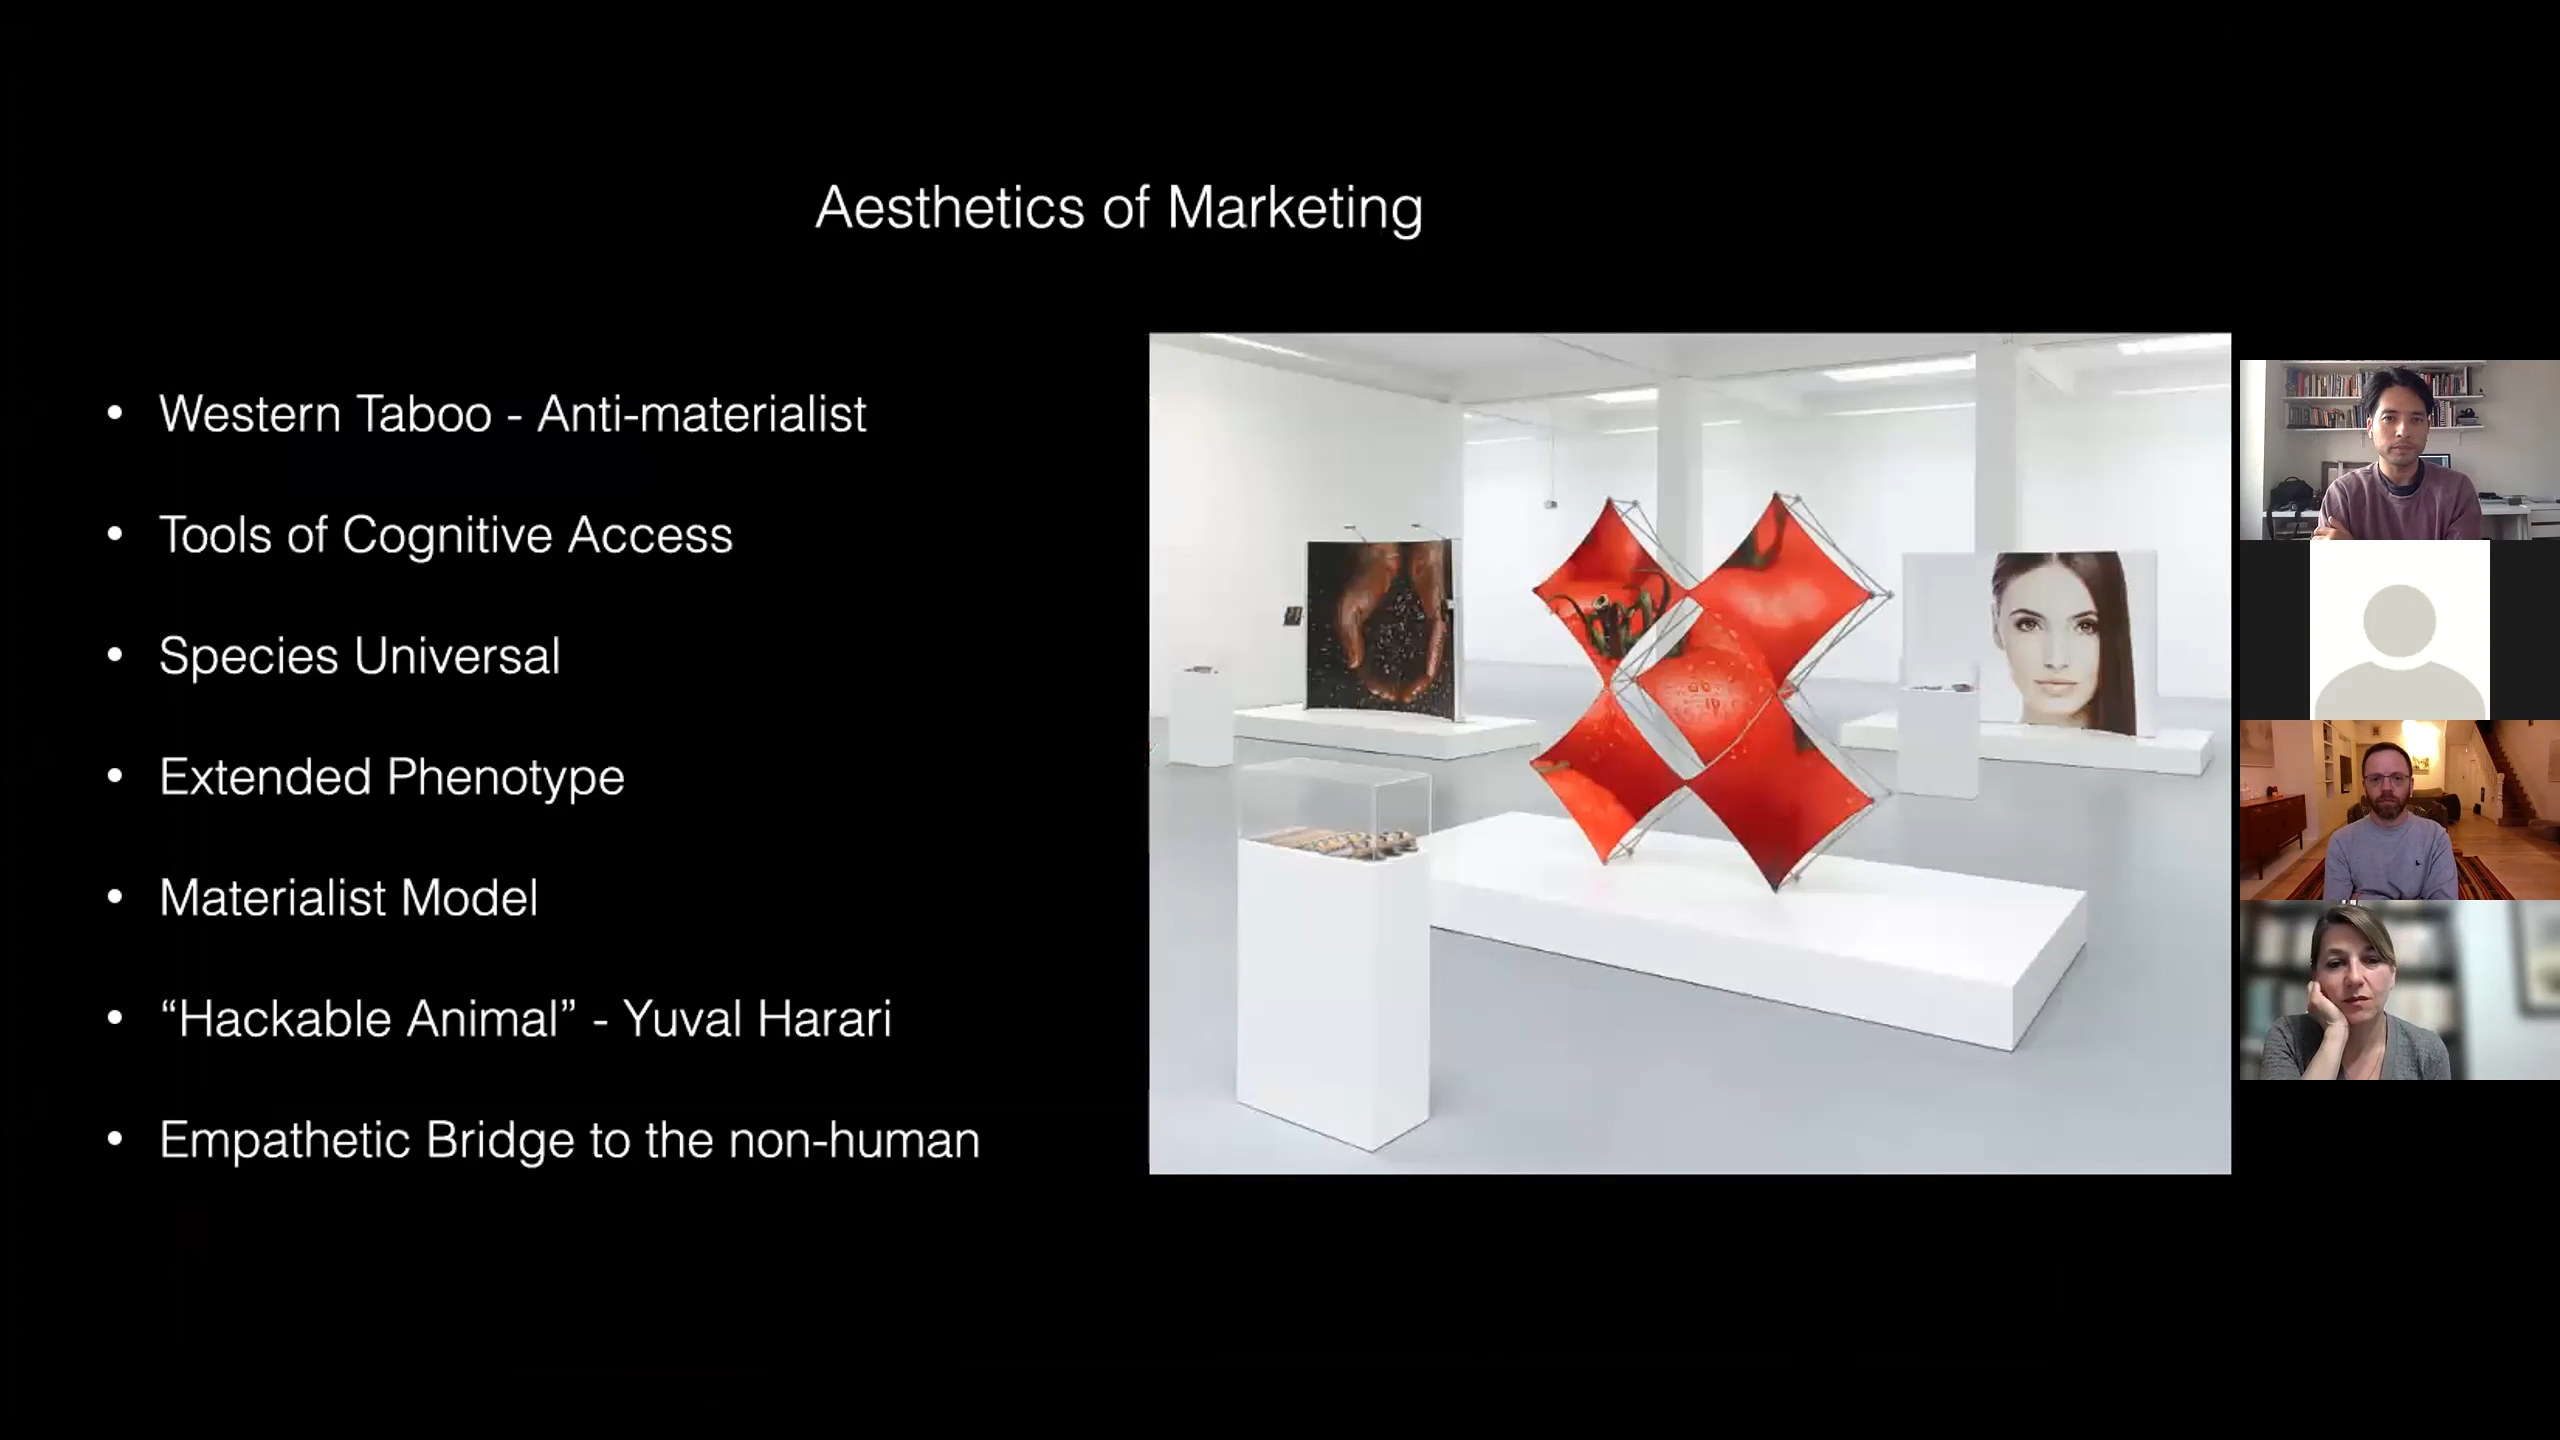 Aesthetics of Marketing
• Western Taboo - Anti-materialist
• Tools of Cognitive Access
• Species Universal
• Extended Phenotype
• Materialist Model
• “Hackable Animal” - Yuval Harari
• Empathetic Bridge to the non-human